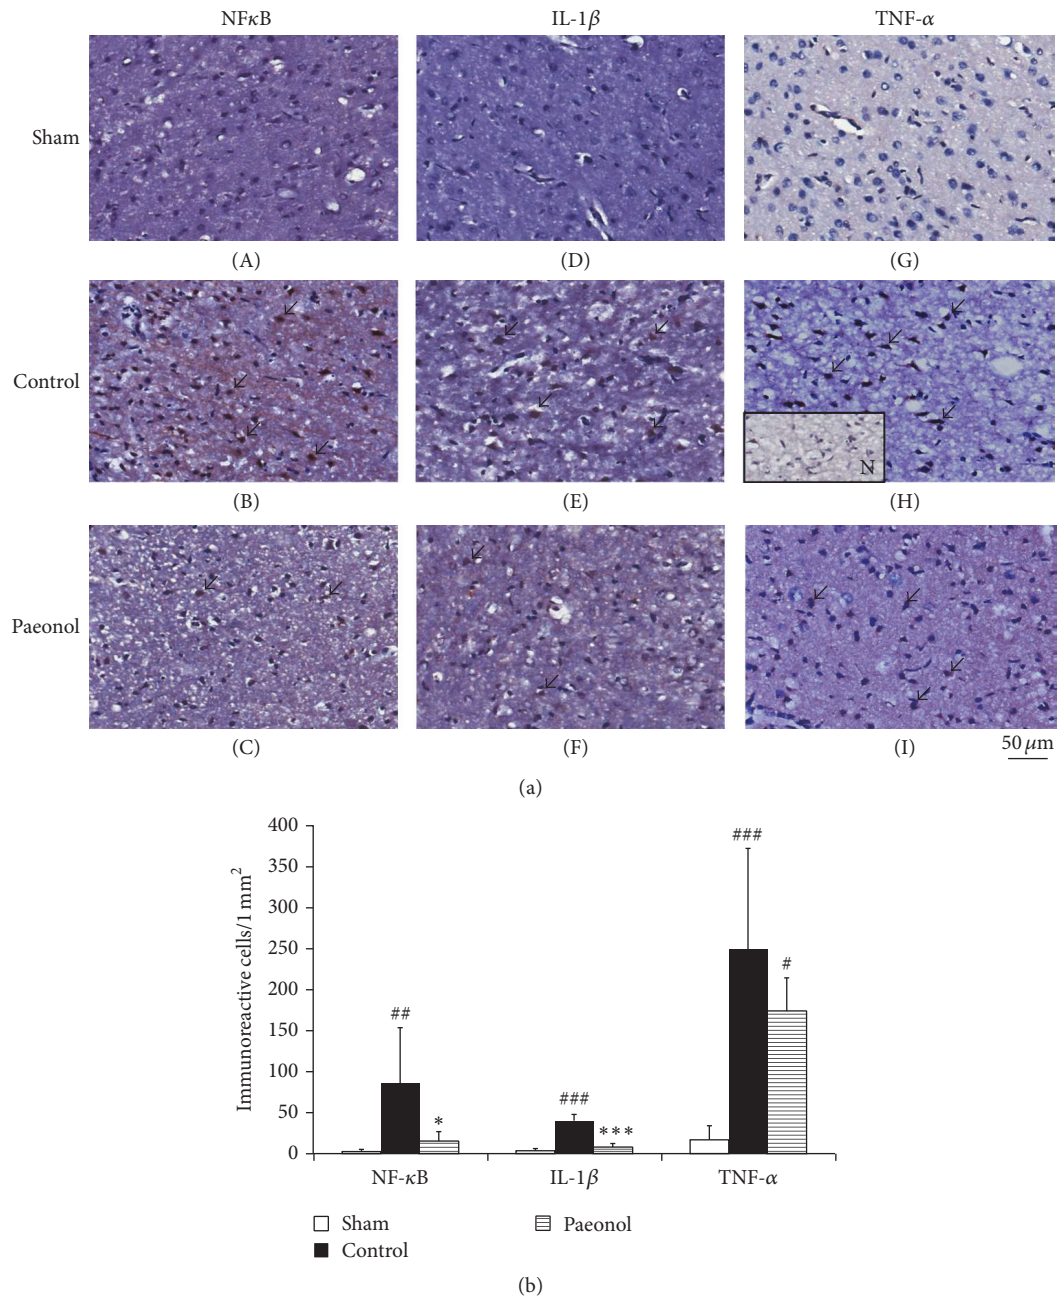 NFκB IL-1β TNF-α
Sham
(A) (D) (G)
Control
N
(B) (E) (H)
Paeonol
(C) (F) (I)
50 μm
(a)
Immunoreactive cells/1 mm²
400
350
300
250
200
150
100
50
0
## * ### *** ### #
NF-κB IL-1β TNF-α
Sham Paeonol
Control
(b)